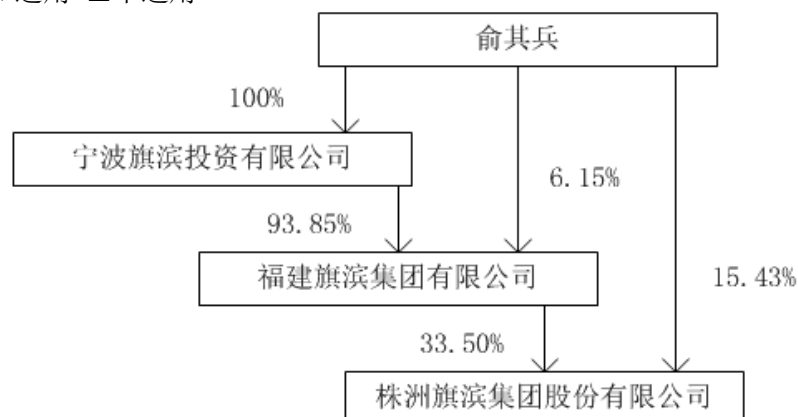 俞其兵
100%
宁波旗滨投资有限公司
6.15%
93.85%
福建旗滨集团有限公司
15.43%
33.50%
株洲旗滨集团股份有限公司